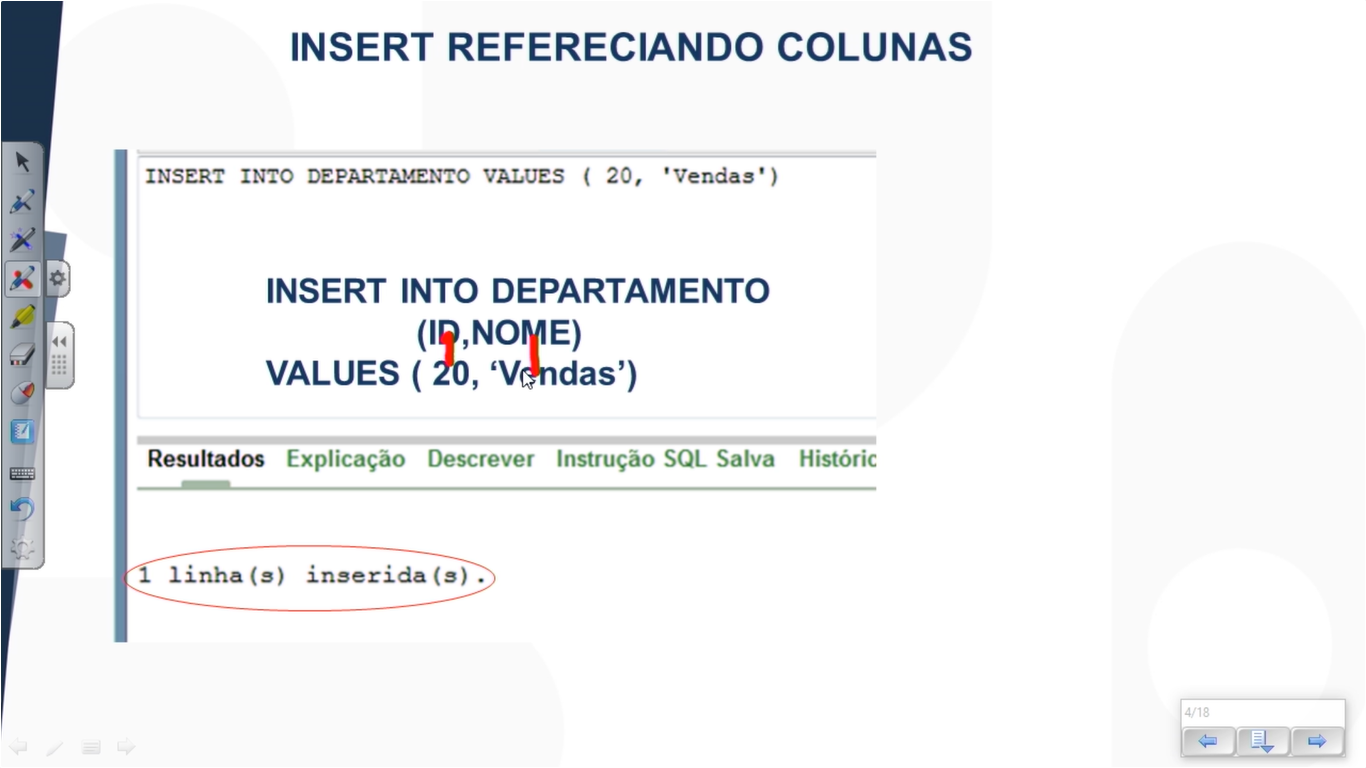 INSERT REFERECIANDO COLUNAS
INSERT INTO DEPARTAMENTO VALUES ( 20, 'Vendas')
INSERT INTO DEPARTAMENTO
(ID,NOME)
VALUES ( 20, ‘Vendas’)
Resultados Explicação Descrever Instrução SQL Salva Históric
1 linha(s) inserida(s).
4/18